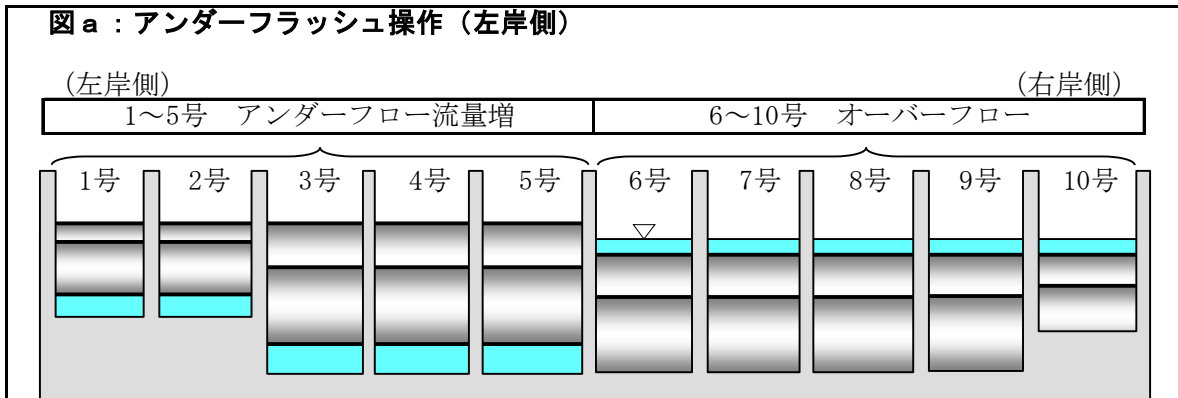 図a:アンダーフラッシュ操作(左岸側)
(左岸側) (右岸側)
1～5号 アンダーフロー流量増 6～10号 オーバーフロー
1号 2号 3号 4号 5号 6号 7号 8号 9号 10号